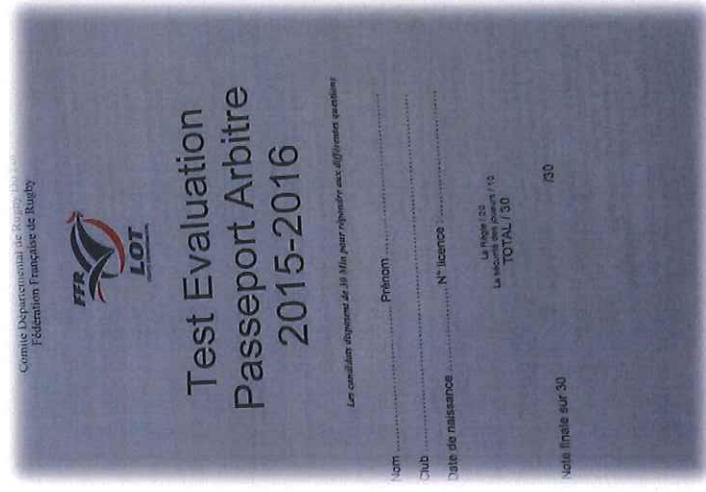 Comité Départemental de Rugby
Fédération Française de Rugby
FFR
LOT
Test Evaluation
Passeport Arbitre
2015-2016
Les candidats disposent de 30 Min pour répondre aux différentes questions
Nom ........................ Prénom ........................
Club ........................
Date de naissance ........................ N° licence ........................
La Règle / 20
La sécurité des joueurs / 10
TOTAL / 30
Note finale sur 30 /30